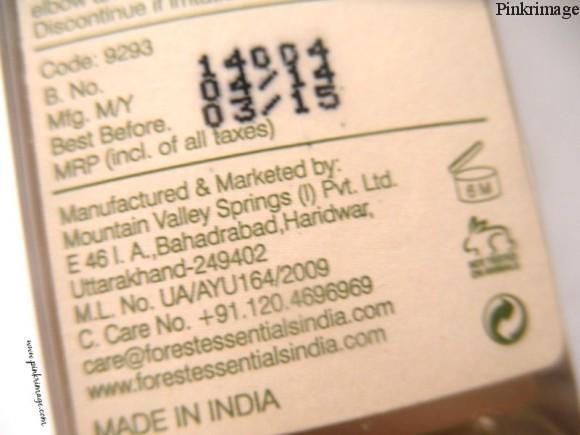 Pinkrimage
elbow
Discontinue if irritation
Code: 9293
B. No. 14004
Mfg. M/Y 04/14
Best Before. 03/15
MRP (incl. of all taxes)
Manufactured & Marketed by:
Mountain Valley Springs (I) Pvt. Ltd.
E 46 I. A.,Bahadrabad,Haridwar,
Uttarakhand-249402
M.L. No. UA/AYU164/2009
C. Care No. +91.120.4696969
care@forestessentialsindia.com
www.forestessentialsindia.com
MADE IN INDIA
6 M
www.pinkrimage.com